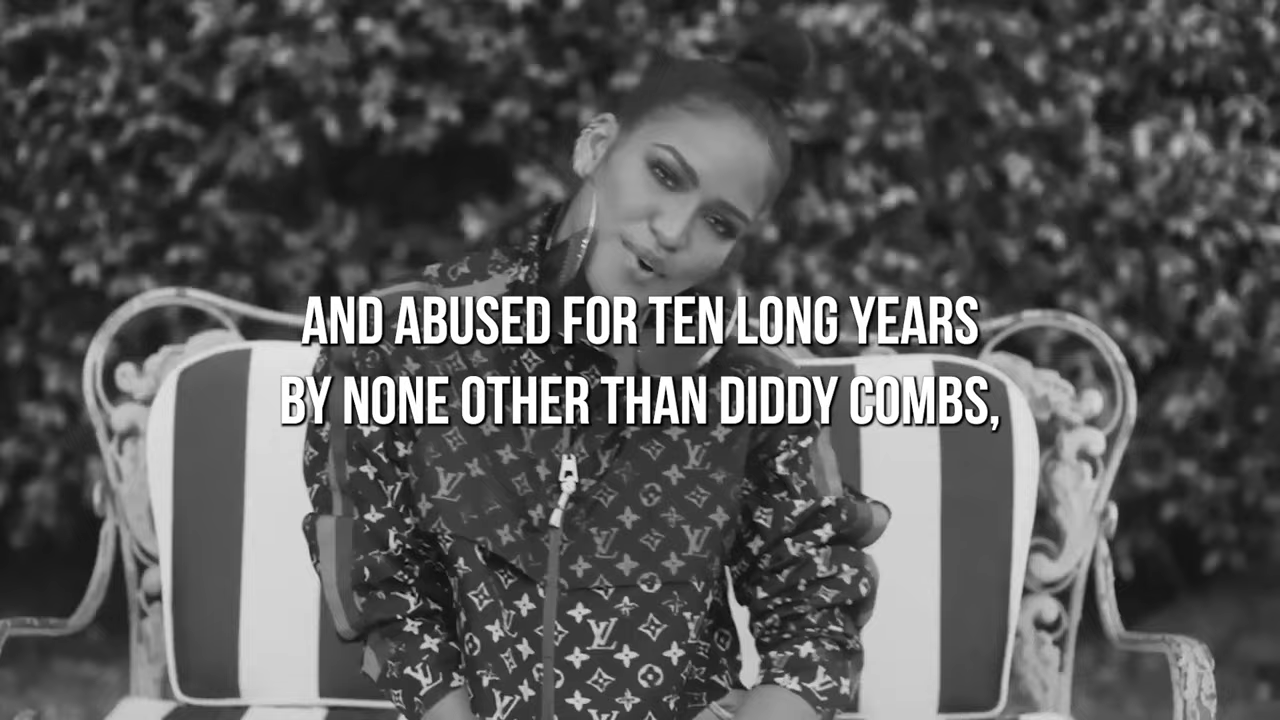 AND ABUSED FOR TEN LONG YEARS
BY NONE OTHER THAN DIDDY COMBS,